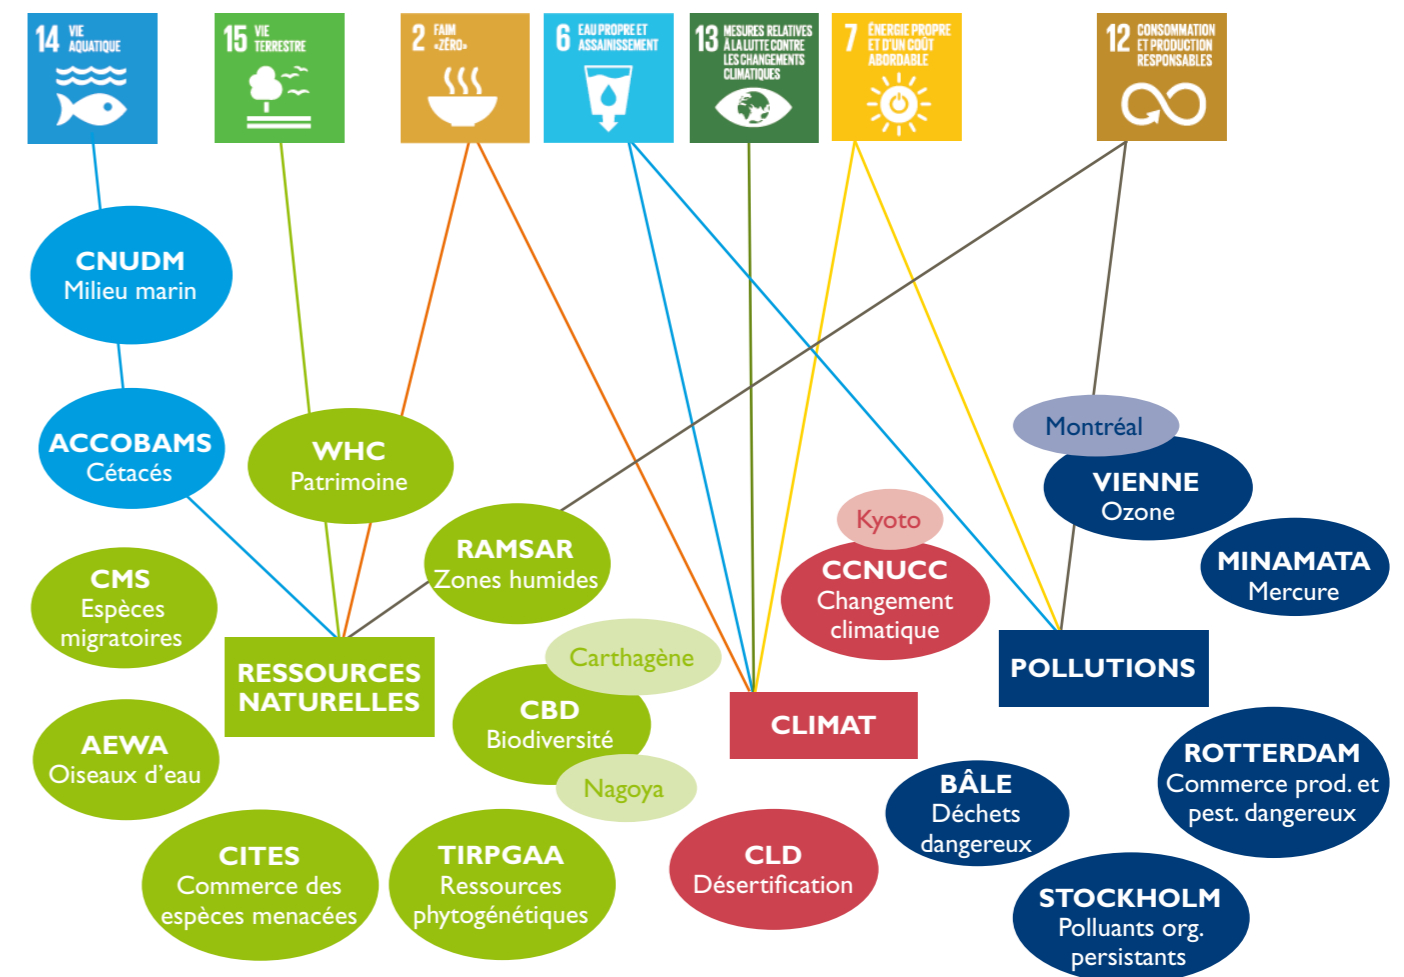 14 VIE
AQUATIQUE
15 VIE
TERRESTRE
2 FAIM
«ZÉRO»
6 EAU PROPRE ET
ASSAINISSEMENT
13 MESURES RELATIVES
À LA LUTTE CONTRE
LES CHANGEMENTS
CLIMATIQUES
7 ÉNERGIE PROPRE
ET D'UN COÛT
ABORDABLE
12 CONSOMMATION
ET PRODUCTION
RESPONSABLES
CNUDM
Milieu marin
ACCOBAMS
Cétacés
WHC
Patrimoine
Montréal
VIENNE
Ozone
Kyoto
CCNUCC
Changement
climatique
RAMSAR
Zones humides
MINAMATA
Mercure
CMS
Espèces
migratoires
RESSOURCES
NATURELLES
Carthagène
CBD
Biodiversité
Nagoya
CLIMAT
POLLUTIONS
AEWA
Oiseaux d'eau
BÂLE
Déchets
dangereux
ROTTERDAM
Commerce prod. et
pest. dangereux
CITES
Commerce des
espèces menacées
TIRPGAA
Ressources
phytogénétiques
CLD
Désertification
STOCKHOLM
Polluants org.
persistants